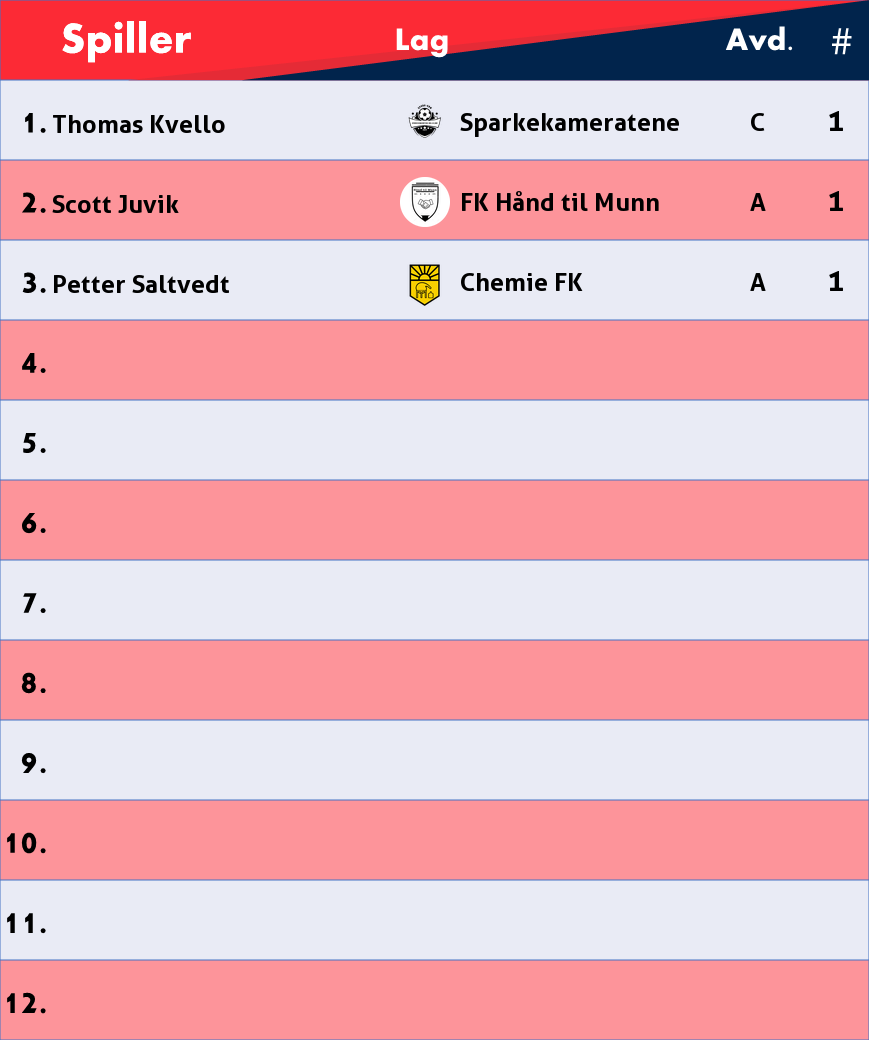 Spiller Lag Avd. #
1. Thomas Kvello Sparkekameratene C 1
2. Scott Juvik FK Hånd til Munn A 1
3. Petter Saltvedt Chemie FK A 1
4.
5.
6.
7.
8.
9.
10.
11.
12.